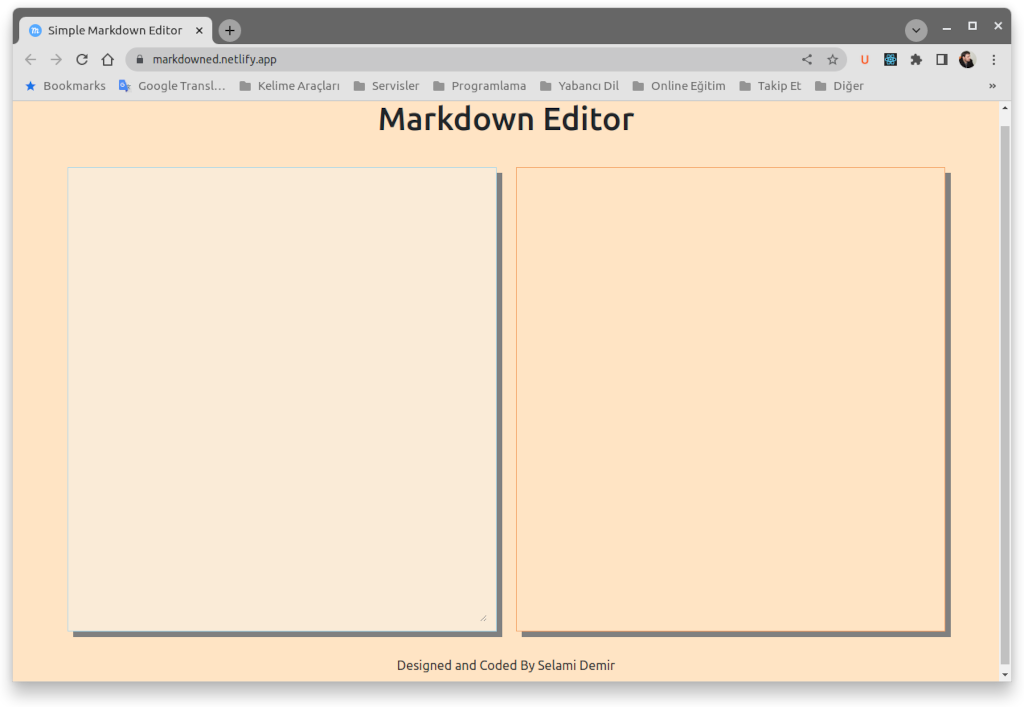 Simple Markdown Editor
markdowned.netlify.app
U
Bookmarks Google Transl... Kelime Araçları Servisler Programlama Yabancı Dil Online Eğitim Takip Et Diğer »
Markdown Editor
Designed and Coded By Selami Demir